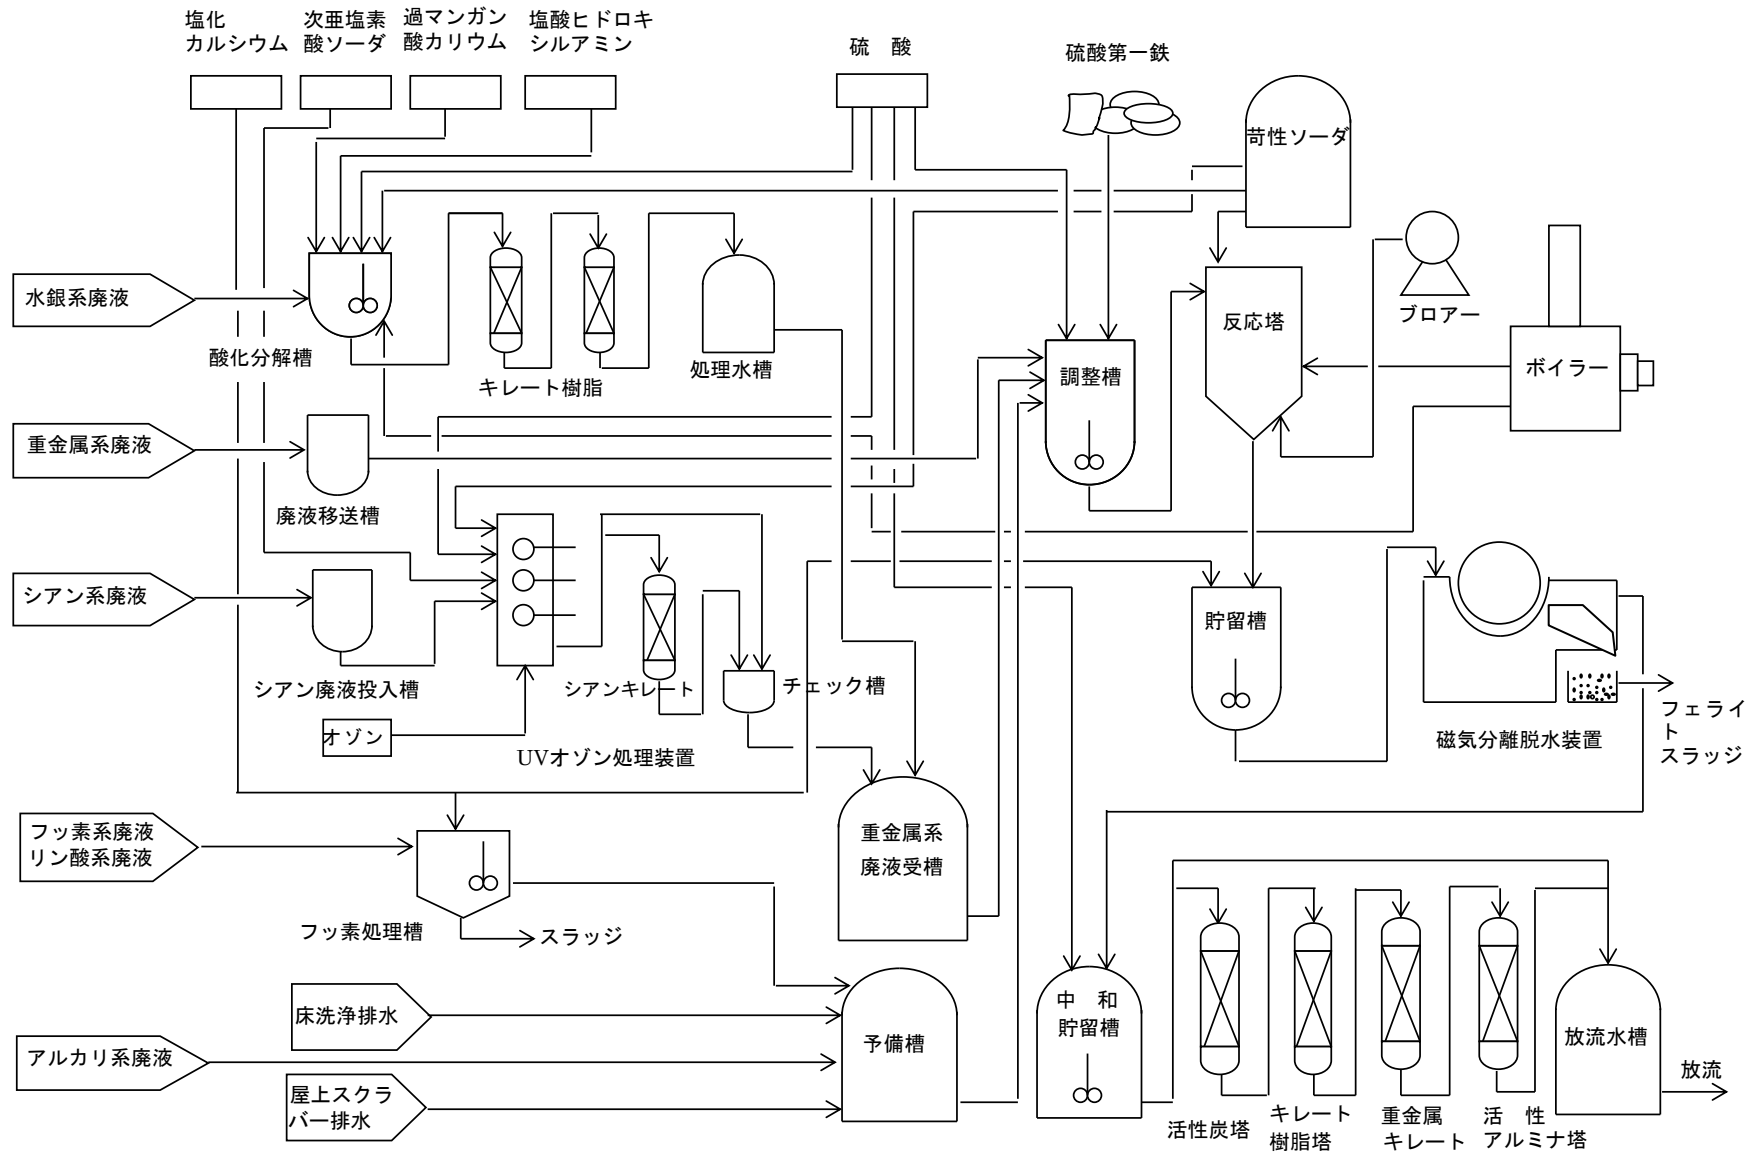 塩化
カルシウム
次亜塩素
酸ソーダ
過マンガン
酸カリウム
塩酸ヒドロキ
シルアミン
硫　酸
硫酸第一鉄
苛性ソーダ
水銀系廃液
酸化分解槽
キレート樹脂
処理水槽
調整槽
反応塔
ブロアー
ボイラー
重金属系廃液
廃液移送槽
シアン系廃液
シアン廃液投入槽
オゾン
UVオゾン処理装置
シアンキレート
チェック槽
貯留槽
磁気分離脱水装置
フェライ
ト
スラッジ
フッ素系廃液
リン酸系廃液
フッ素処理槽
スラッジ
重金属系
廃液受槽
床洗浄排水
アルカリ系廃液
屋上スクラ
バー排水
予備槽
中　和
貯留槽
活性炭塔
キレート
樹脂塔
重金属
キレート
活　性
アルミナ塔
放流水槽
放流